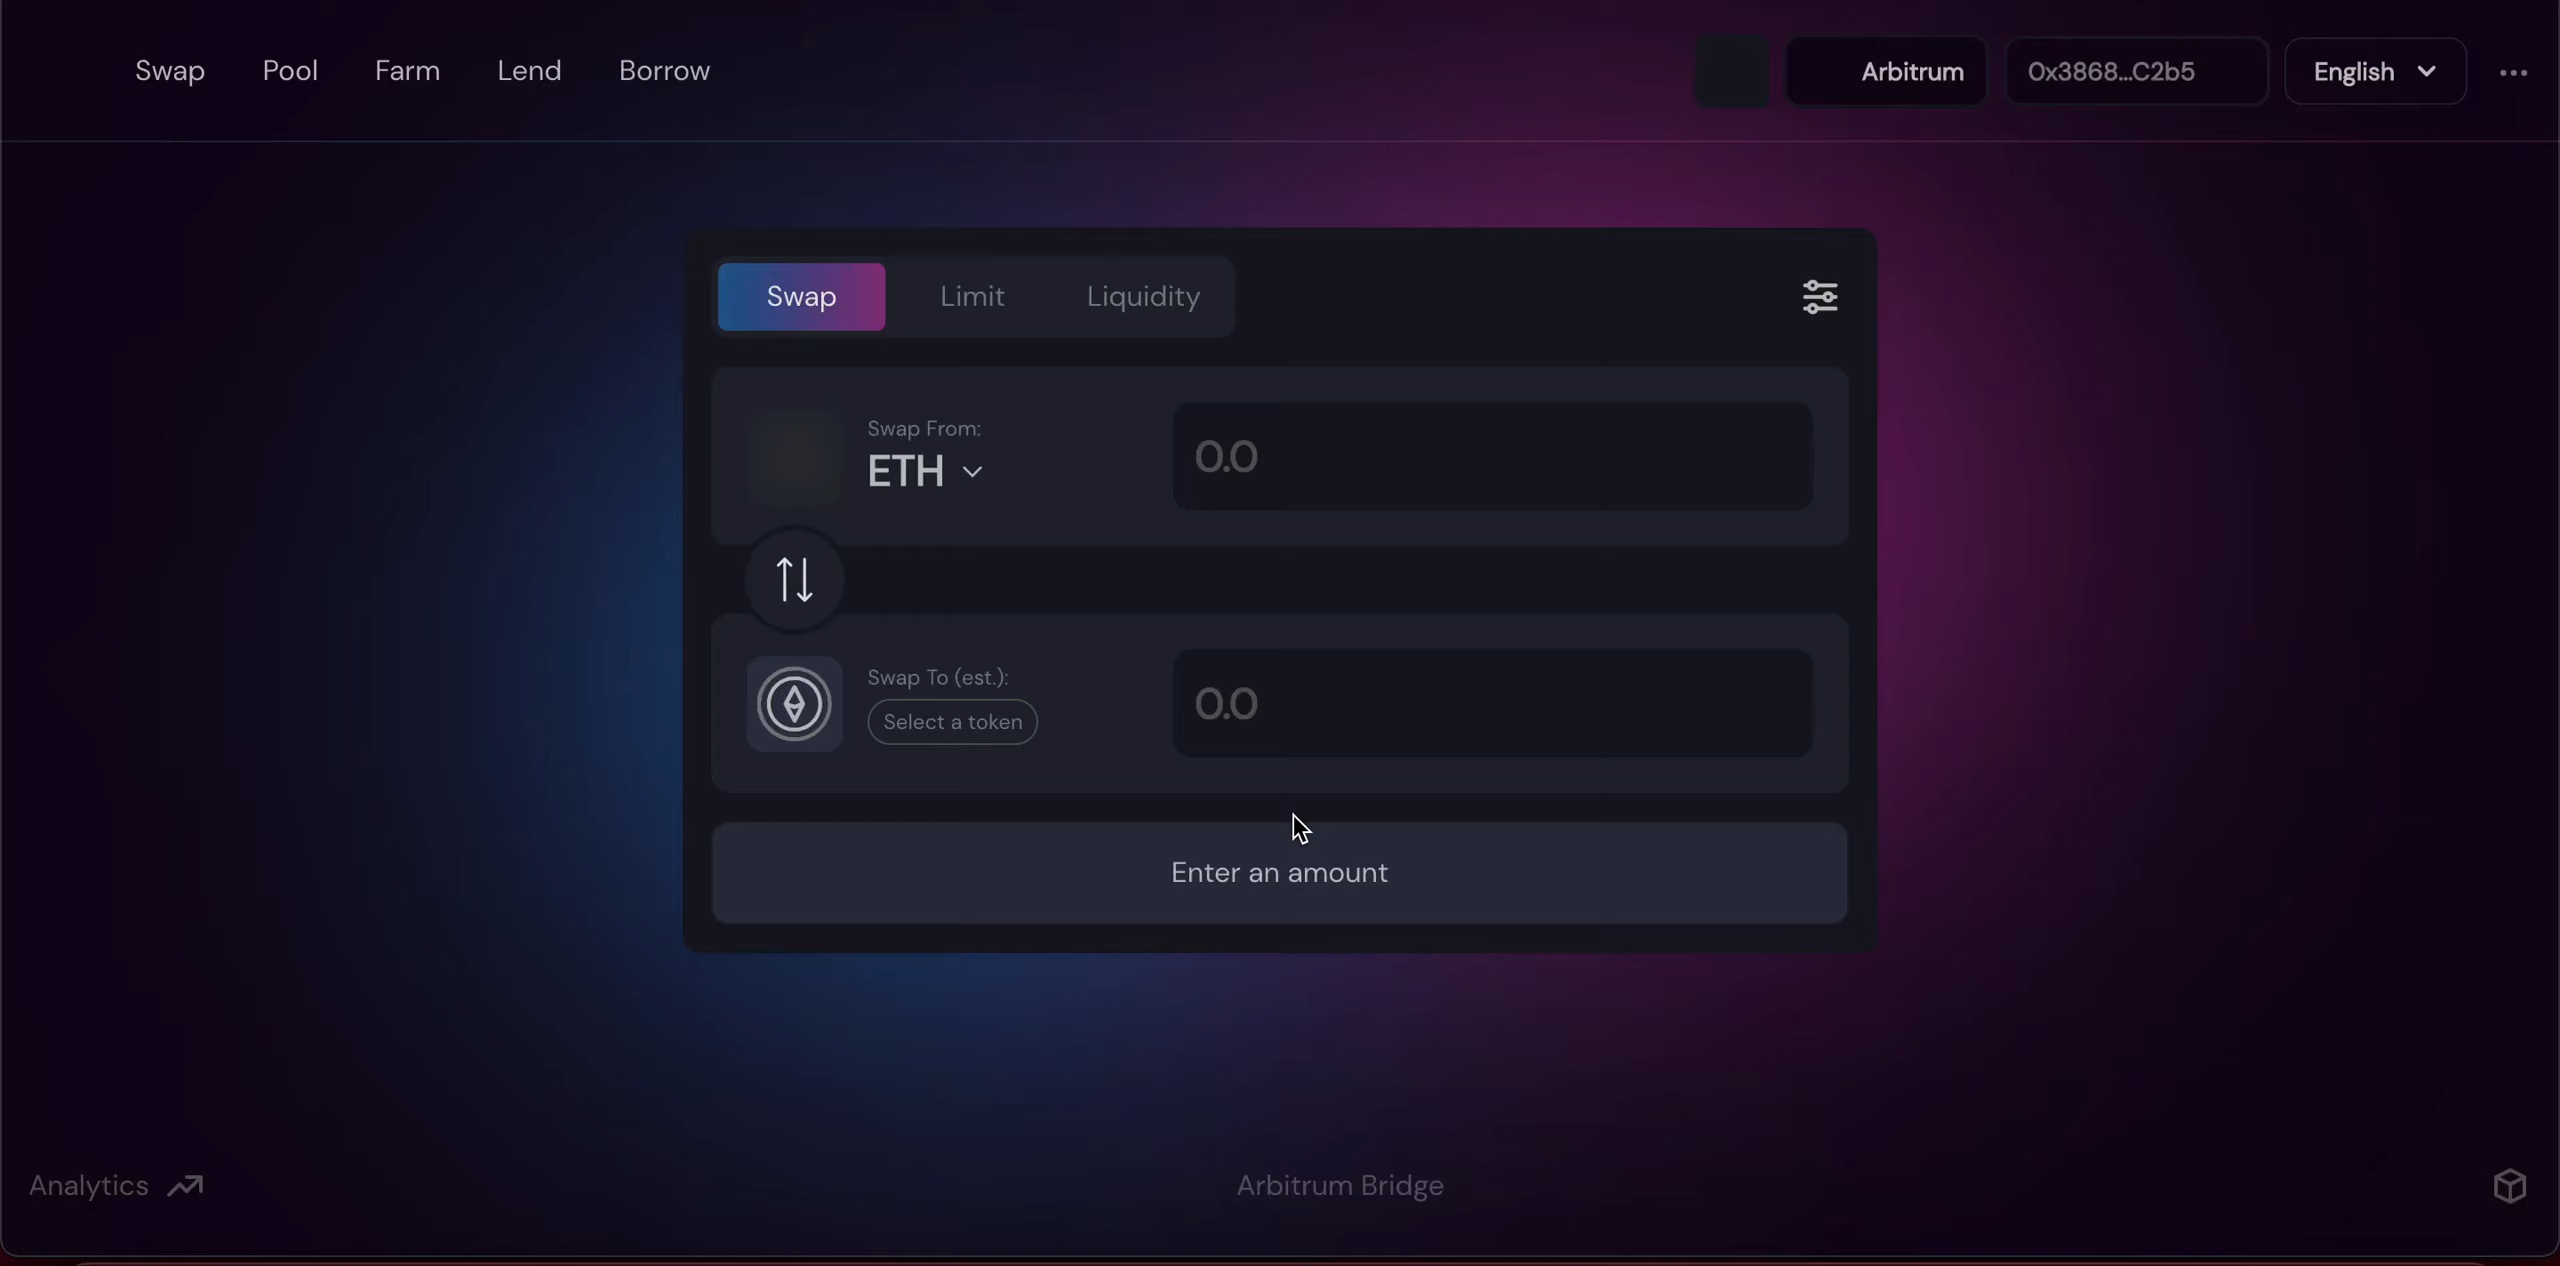 Swap Pool Farm Lend Borrow Arbitrum 0x3868...C2b5 English
Swap Limit Liquidity
Swap From:
ETH
0.0
Swap To (est.):
Select a token
0.0
Enter an amount
Analytics Arbitrum Bridge